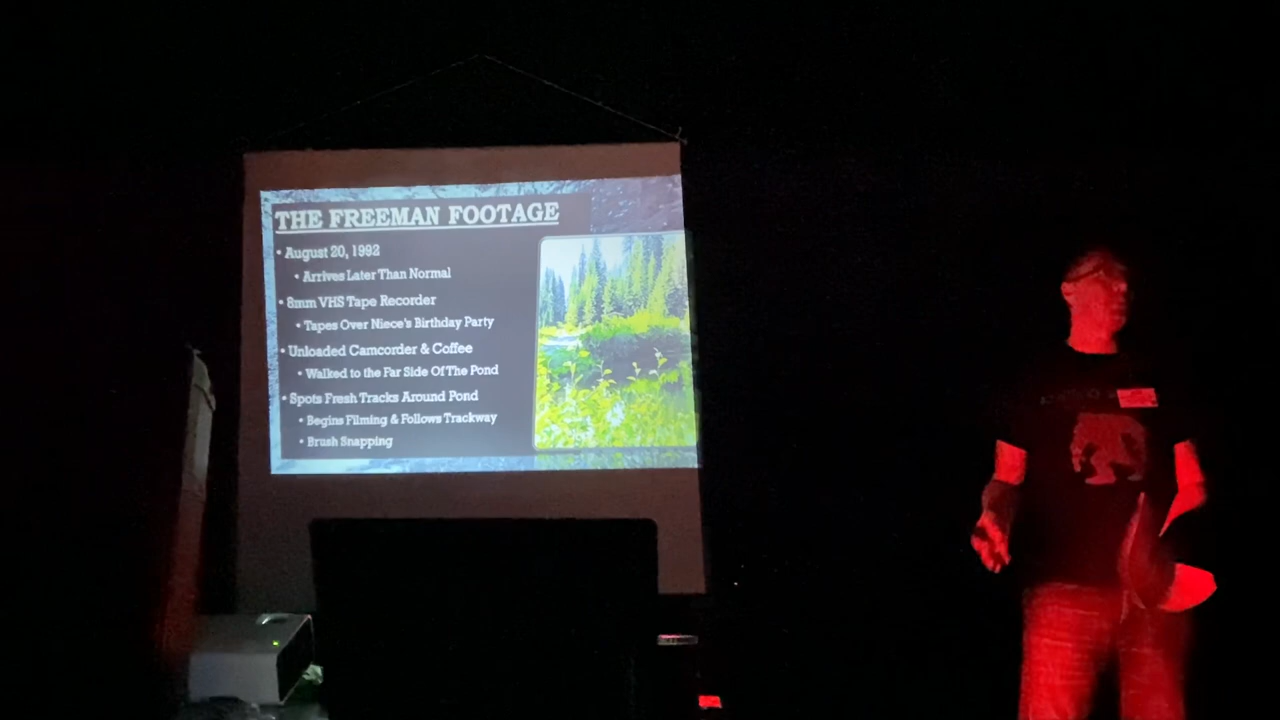 THE FREEMAN FOOTAGE
• August 20, 1992
• Arrives Later Than Normal
• 8mm VHS Tape Recorder
• Tapes Over Niece's Birthday Party
• Unloaded Camcorder & Coffee
• Walked to the Far Side Of The Pond
• Spots Fresh Tracks Around Pond
• Begins Filming & Follows Trackway
• Brush Snapping